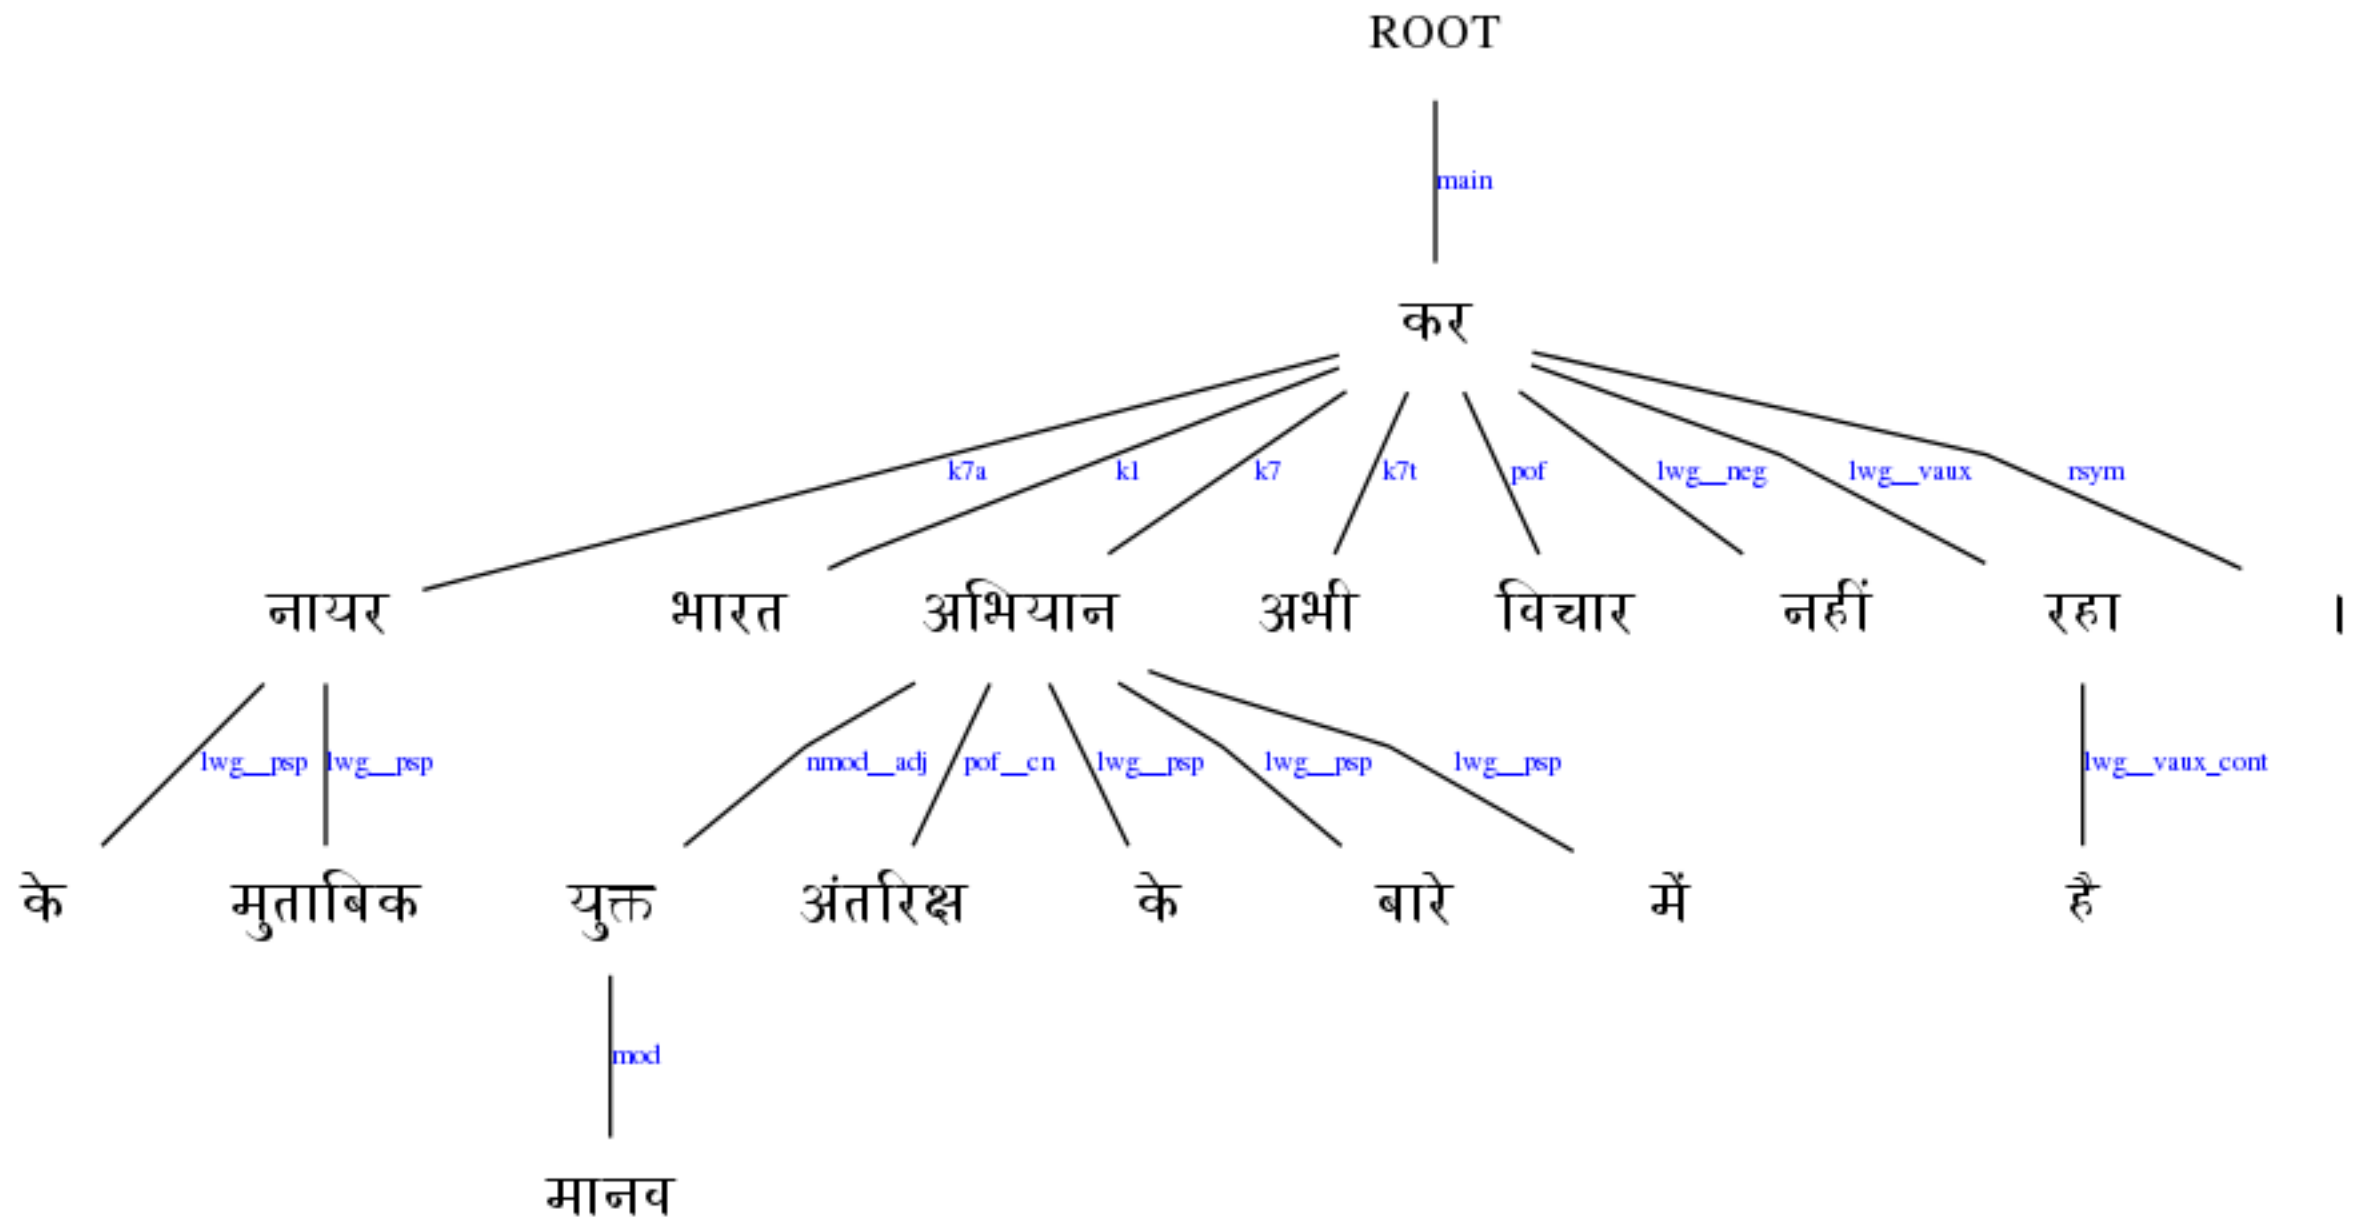 ROOT
main
कर
k7a k1 k7 k7t pof lwg__neg lwg__vaux rsym
नायर भारत अभियान अभी विचार नहीं रहा ।
lwg__psp lwg__psp nmod__adj pof__cn lwg__psp lwg__psp lwg__psp lwg__vaux_cont
के मुताबिक युक्त अंतरिक्ष के बारे में है
mod
मानव